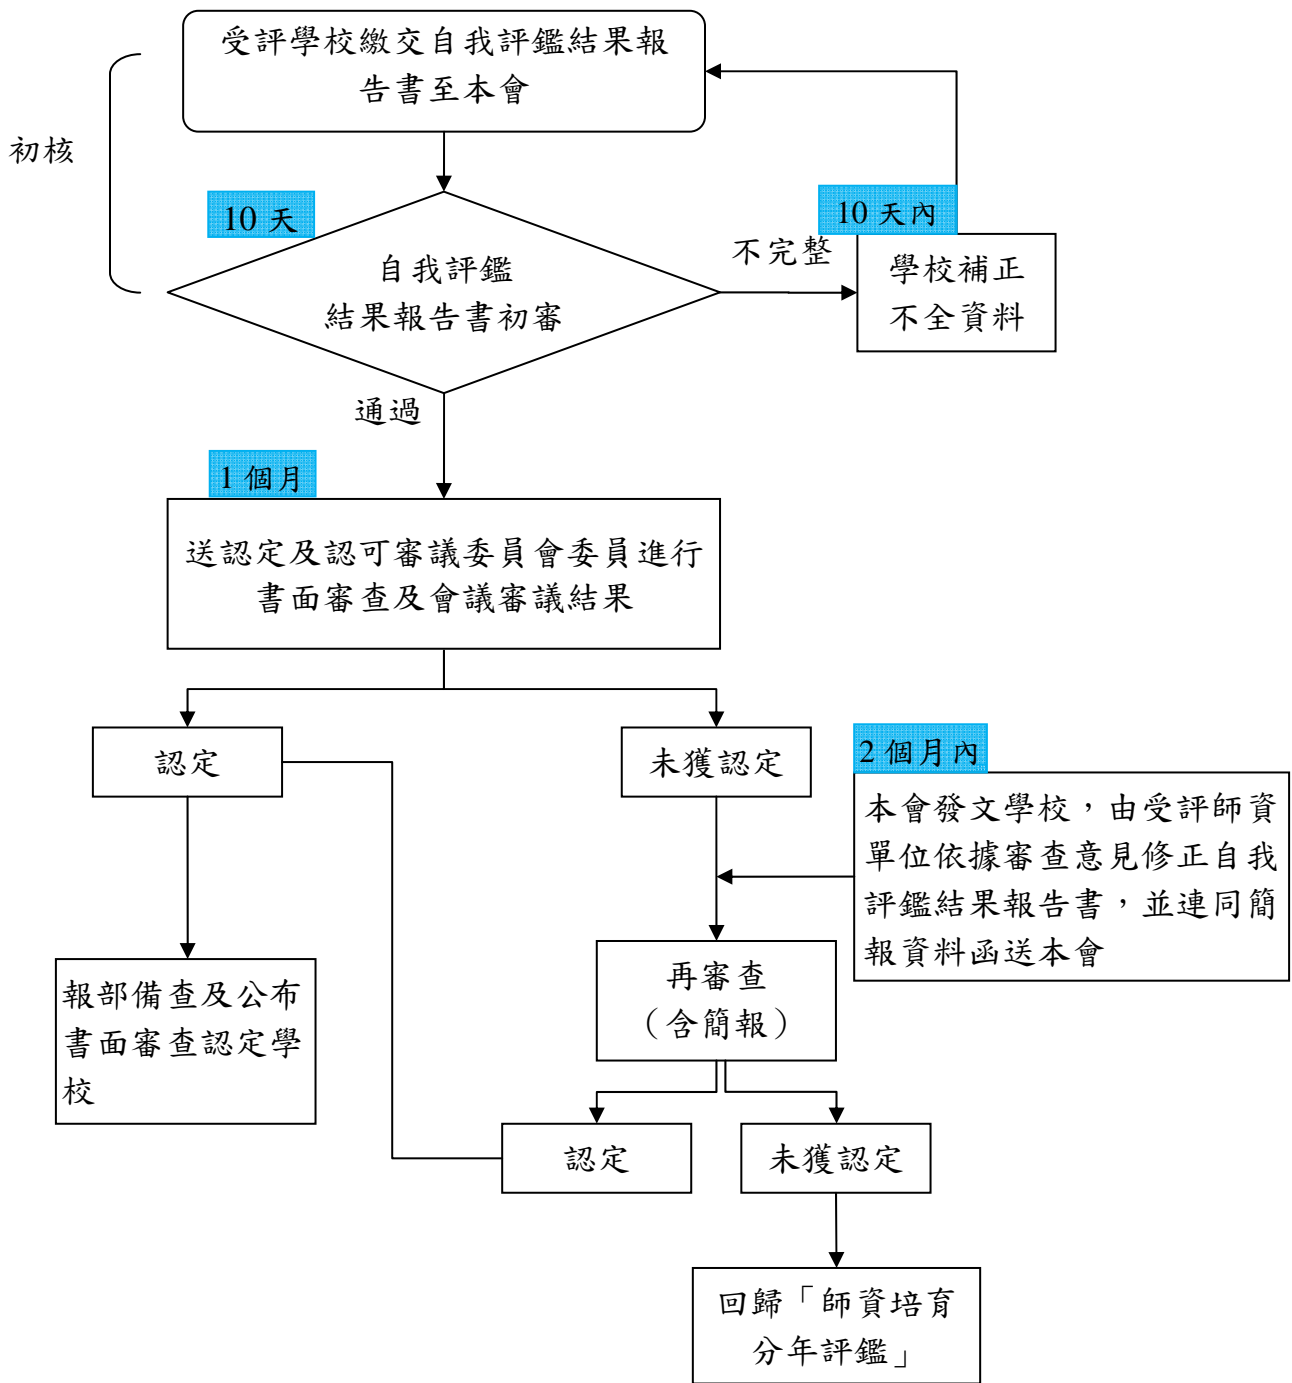 受評學校繳交自我評鑑結果報
告書至本會
初核
10 天
10 天內
自我評鑑
結果報告書初審
不完整
學校補正
不全資料
通過
1 個月
送認定及認可審議委員會委員進行
書面審查及會議審議結果
認定
未獲認定
2 個月內
本會發文學校，由受評師資
單位依據審查意見修正自我
評鑑結果報告書，並連同簡
報資料函送本會
報部備查及公布
書面審查認定學
校
再審查
（含簡報）
認定
未獲認定
回歸「師資培育
分年評鑑」